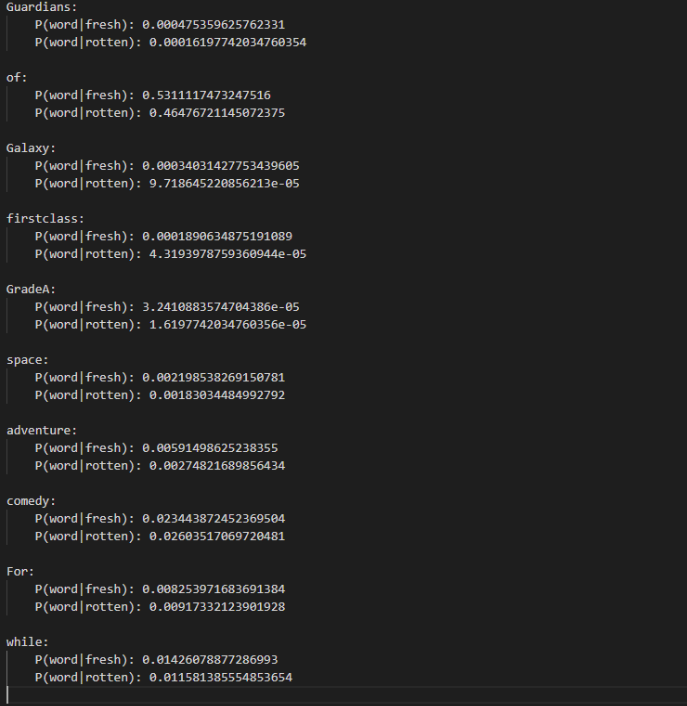 Guardians:
P(word|fresh): 0.000475359625762331
P(word|rotten): 0.00016197742034760354
of:
P(word|fresh): 0.5311117473247516
P(word|rotten): 0.46476721145072375
Galaxy:
P(word|fresh): 0.00034031427753439605
P(word|rotten): 9.718645220856213e-05
firstclass:
P(word|fresh): 0.0001890634875191089
P(word|rotten): 4.3193978759360944e-05
GradeA:
P(word|fresh): 3.2410883574704386e-05
P(word|rotten): 1.6197742034760356e-05
space:
P(word|fresh): 0.002198538269150781
P(word|rotten): 0.00183034484992792
adventure:
P(word|fresh): 0.00591498625238355
P(word|rotten): 0.00274821689856434
comedy:
P(word|fresh): 0.023443872452369504
P(word|rotten): 0.02603517069720481
For:
P(word|fresh): 0.008253971683691384
P(word|rotten): 0.00917332123901928
while:
P(word|fresh): 0.01426078877286993
P(word|rotten): 0.011581385554853654